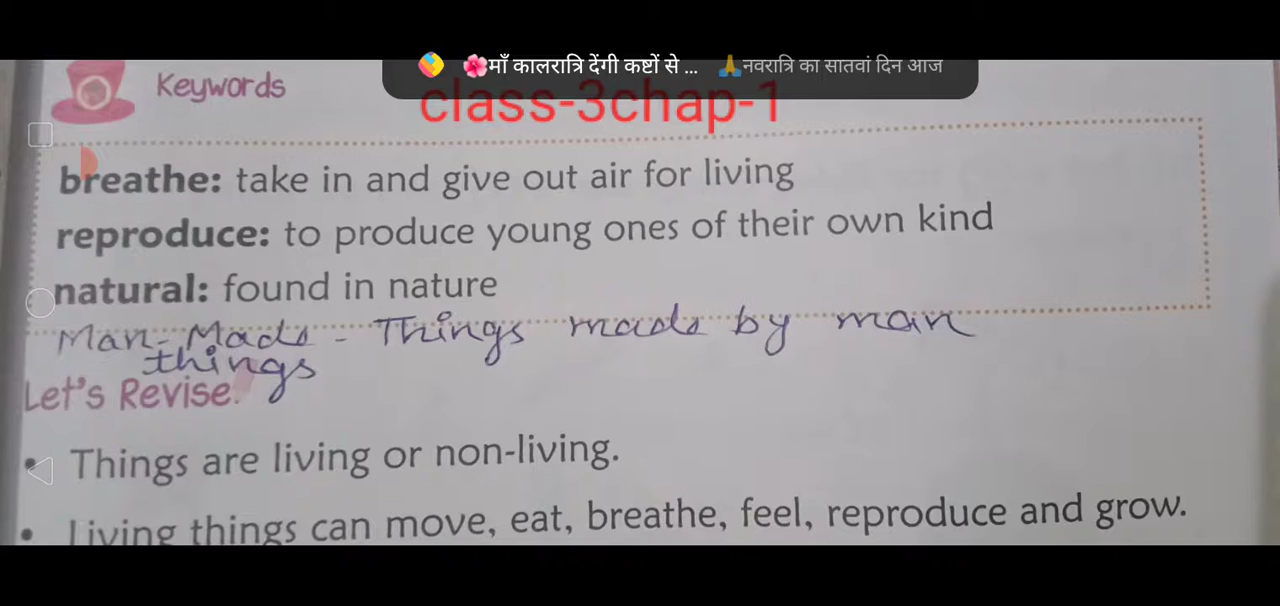 🌸माँ कालरात्रि देंगी कष्टों से ... 🙏नवरात्रि का सातवां दिन आज
Keywords
class-3chap-1
breathe: take in and give out air for living
reproduce: to produce young ones of their own kind
natural: found in nature
Man-Made - Things made by man
things
Let's Revise
• Things are living or non-living.
• Living things can move, eat, breathe, feel, reproduce and grow.